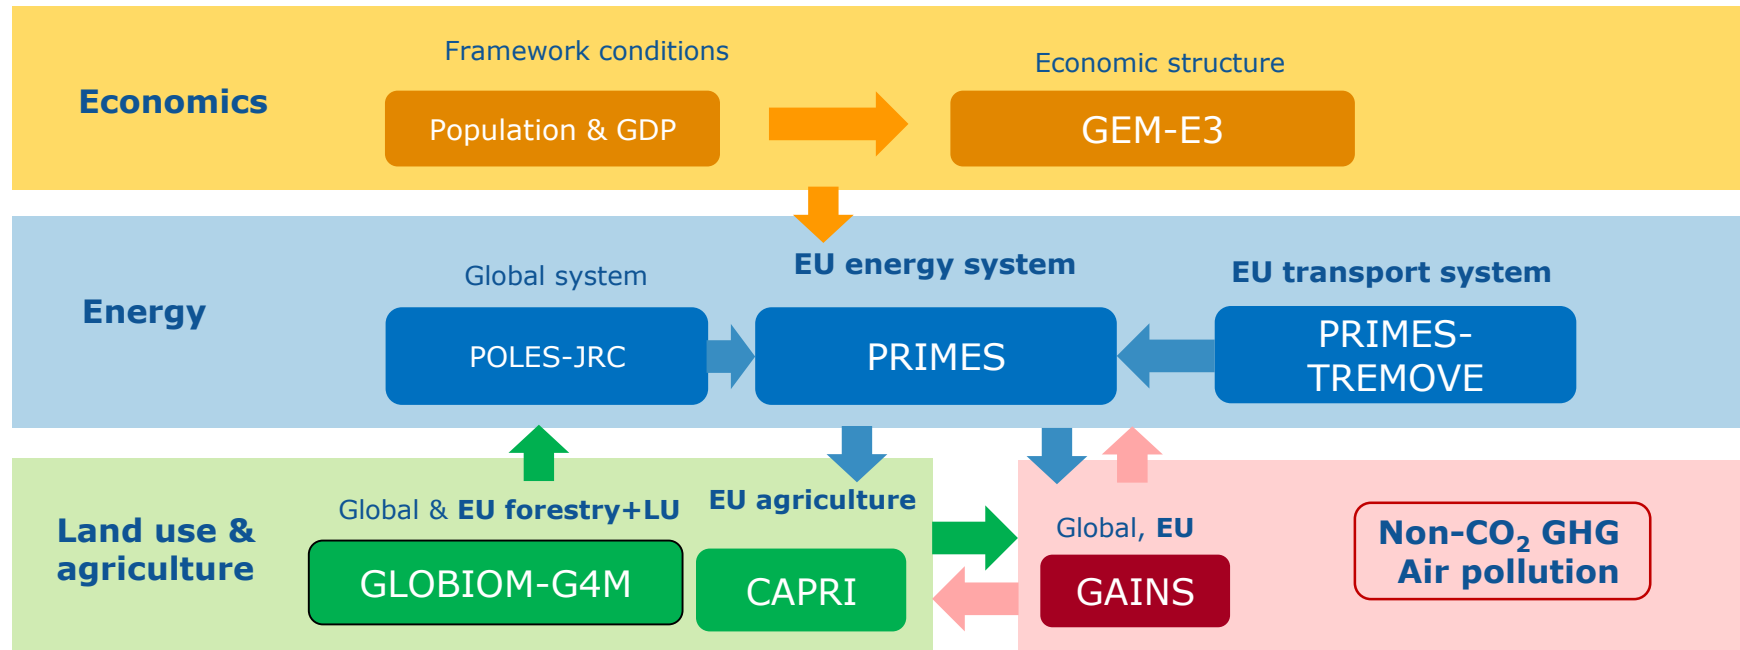 Economics
Framework conditions
Population & GDP
Economic structure
GEM-E3
Energy
Global system
POLES-JRC
EU energy system
PRIMES
EU transport system
PRIMES-
TREMOVE
Land use &
agriculture
Global & EU forestry+LU
GLOBIOM-G4M
EU agriculture
CAPRI
Global, EU
GAINS
Non-CO₂ GHG
Air pollution